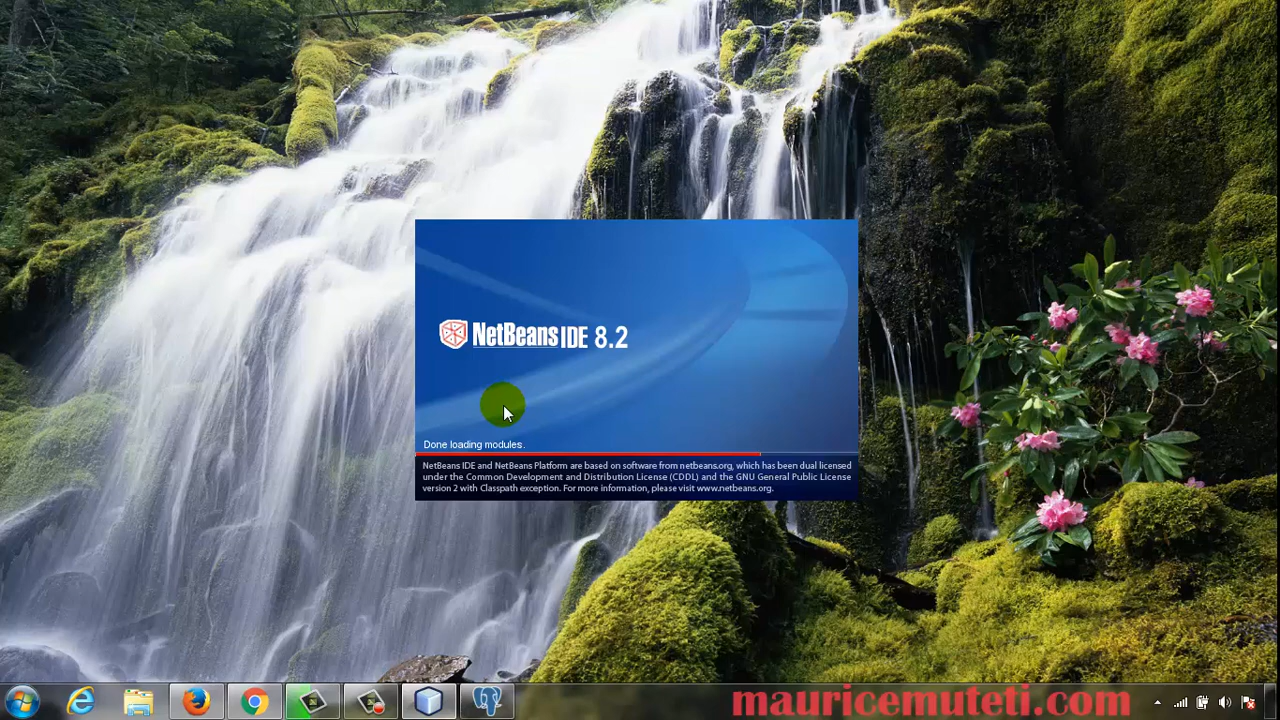 NetBeans IDE 8.2
Done loading modules.
NetBeans IDE and NetBeans Platform are based on software from netbeans.org, which has been dual licensed
under the Common Development and Distribution License (CDDL) and the GNU General Public License
version 2 with Classpath exception. For more information, please visit www.netbeans.org.
mauricemuteti.com